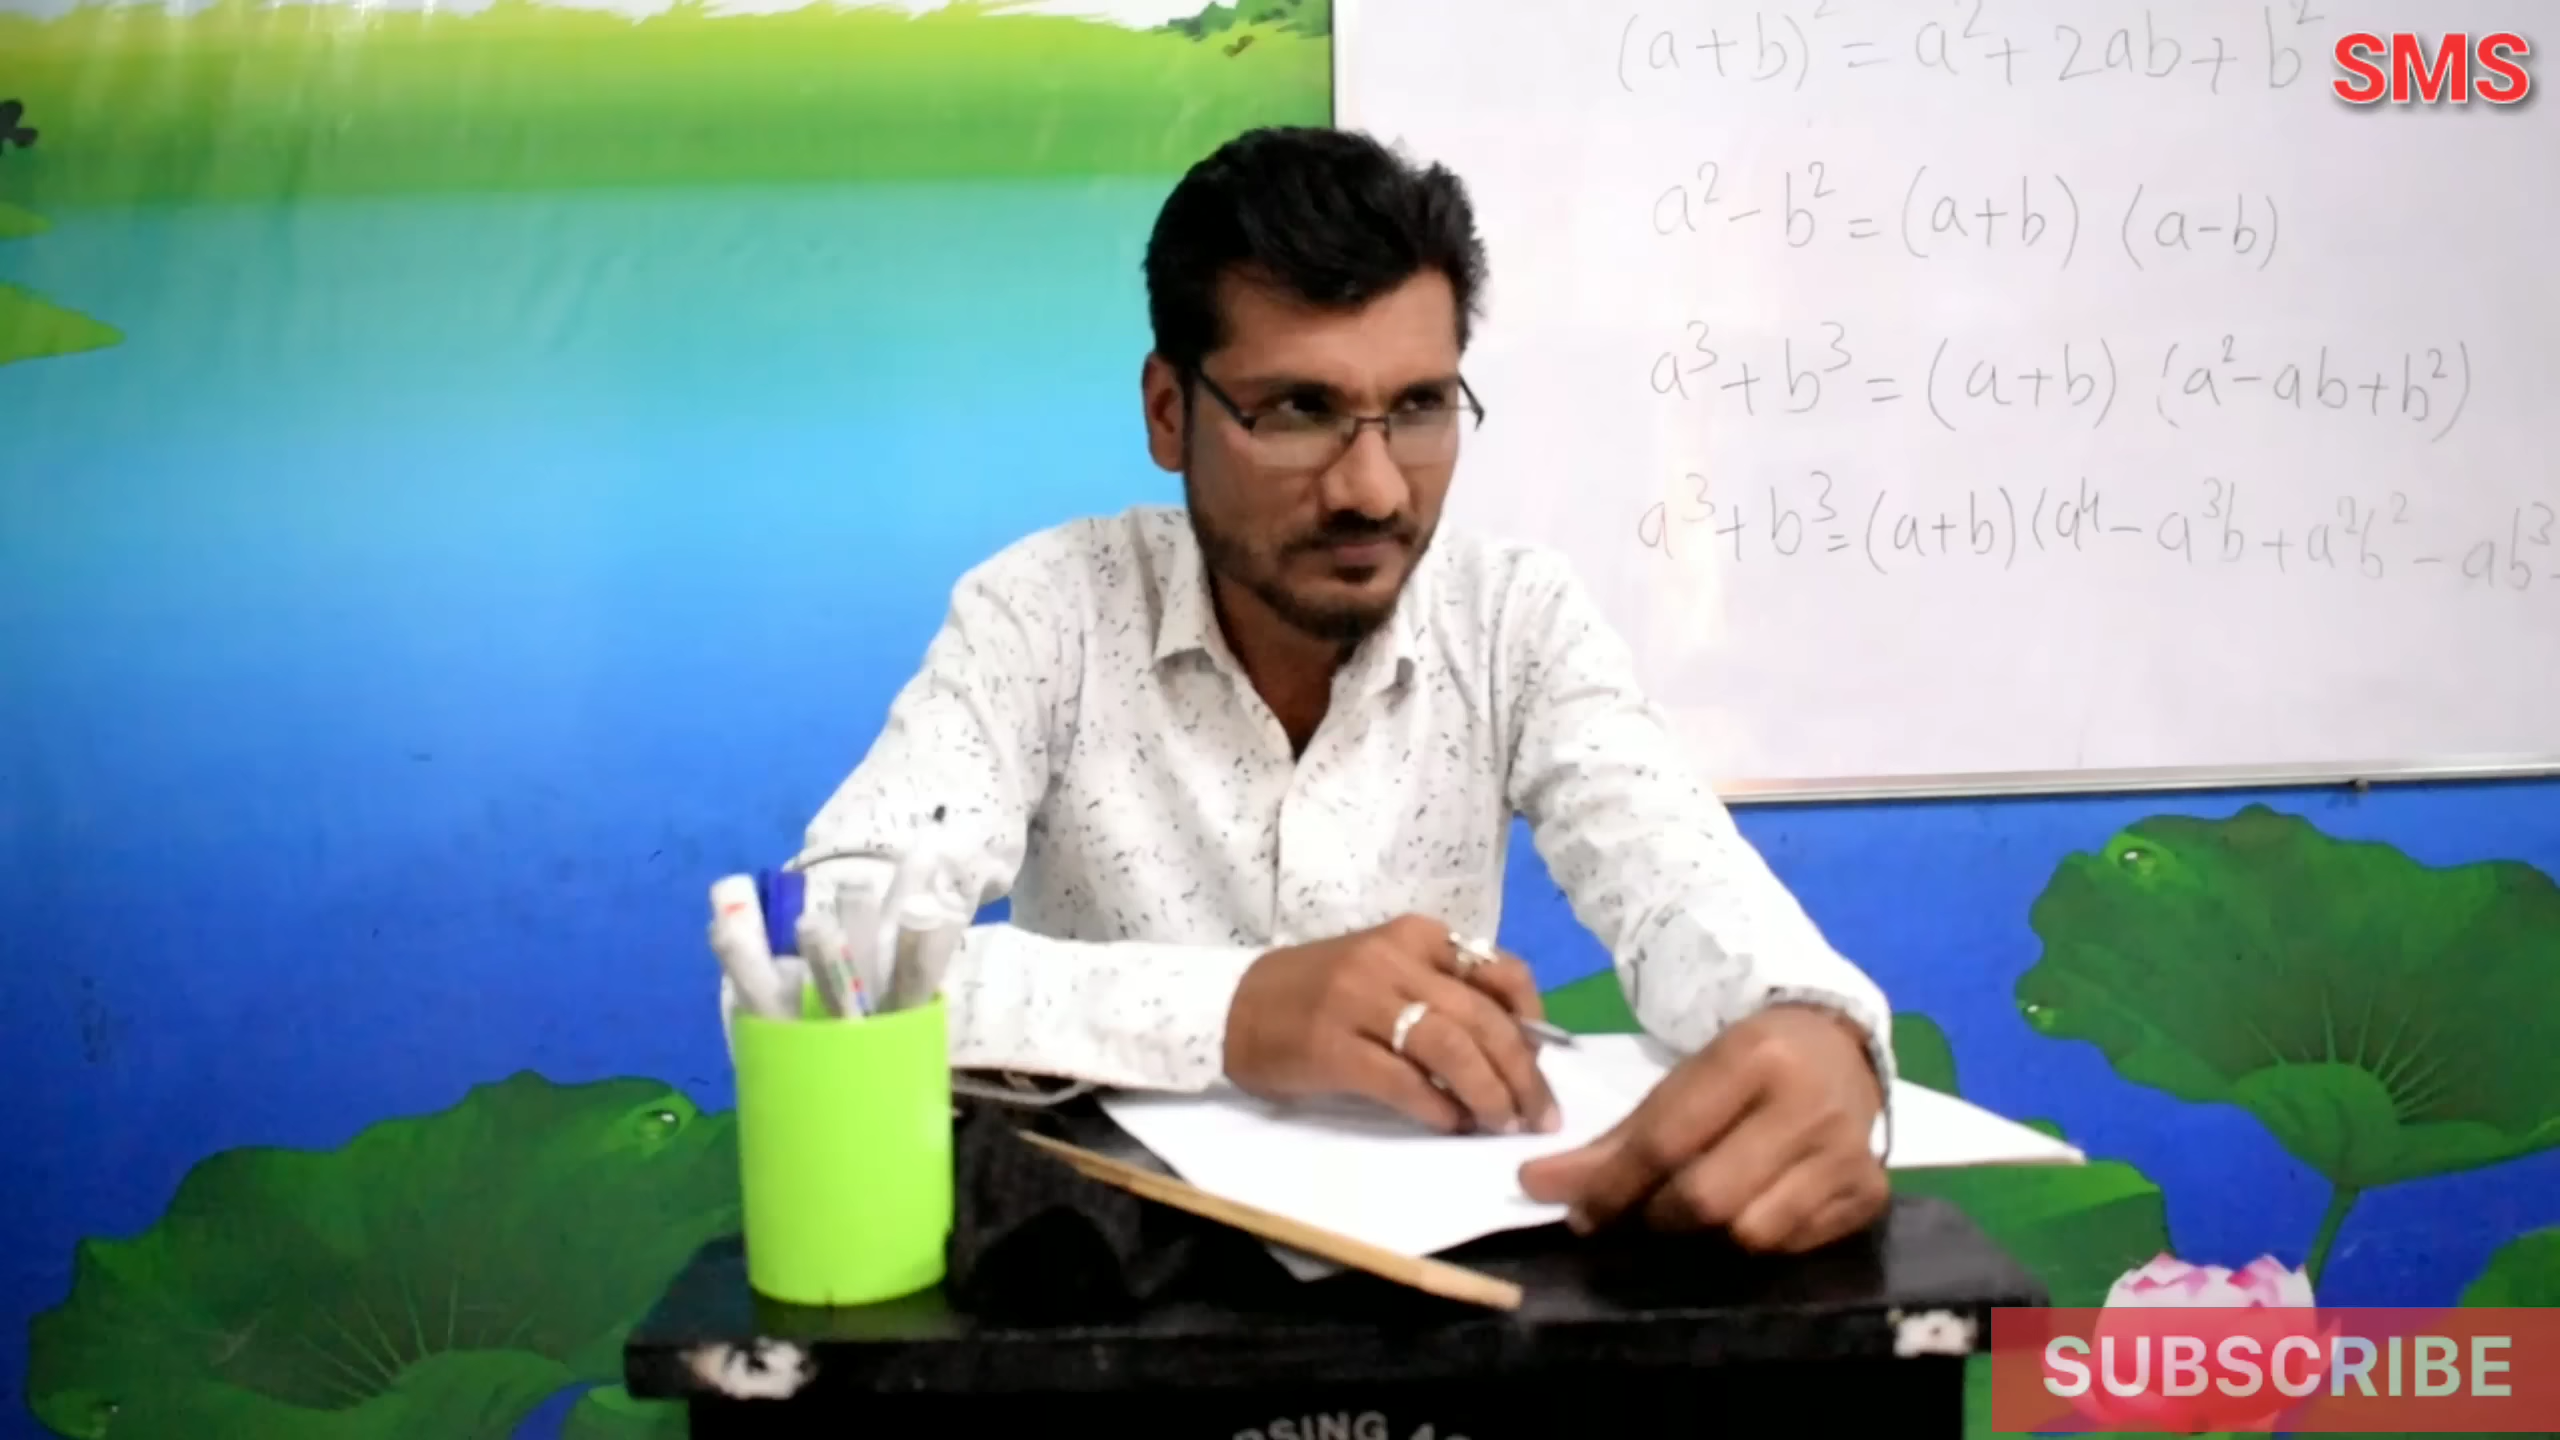 (a+b)² = a² + 2ab + b²
SMS
a² - b² = (a+b) (a-b)
a³ + b³ = (a+b) (a² - ab + b²)
a³ + b³ = (a+b) (a⁴ - a³b + a²b² - ab³
SUBSCRIBE